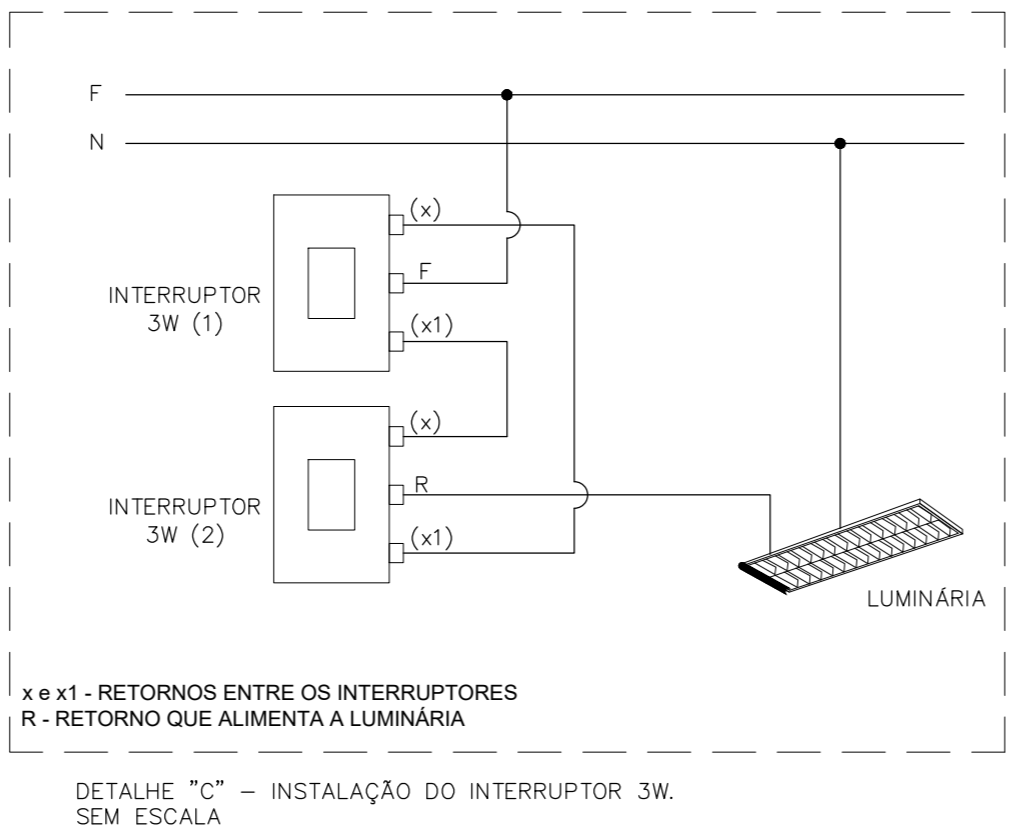 F
N
(x)
F
INTERRUPTOR
3W (1)
(x1)
(x)
R
INTERRUPTOR
3W (2)
(x1)
LUMINÁRIA
x e x1 - RETORNOS ENTRE OS INTERRUPTORES
R - RETORNO QUE ALIMENTA A LUMINÁRIA
DETALHE "C" – INSTALAÇÃO DO INTERRUPTOR 3W.
SEM ESCALA